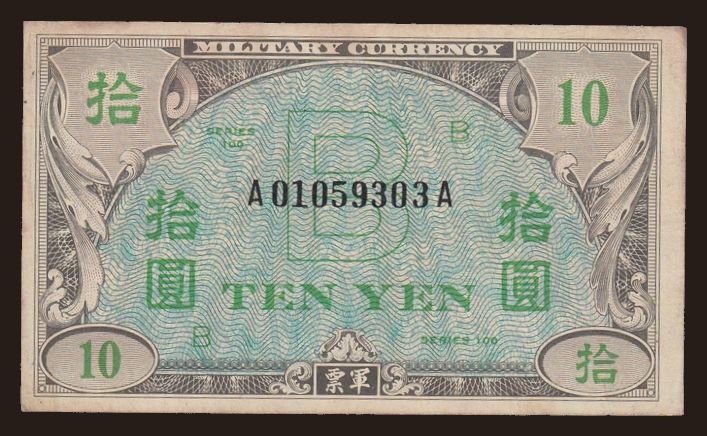 MILITARY CURRENCY
拾
10
SERIES 100
B
B
A01059303A
拾圓
拾圓
TEN YEN
B
SERIES 100
10
票軍
拾